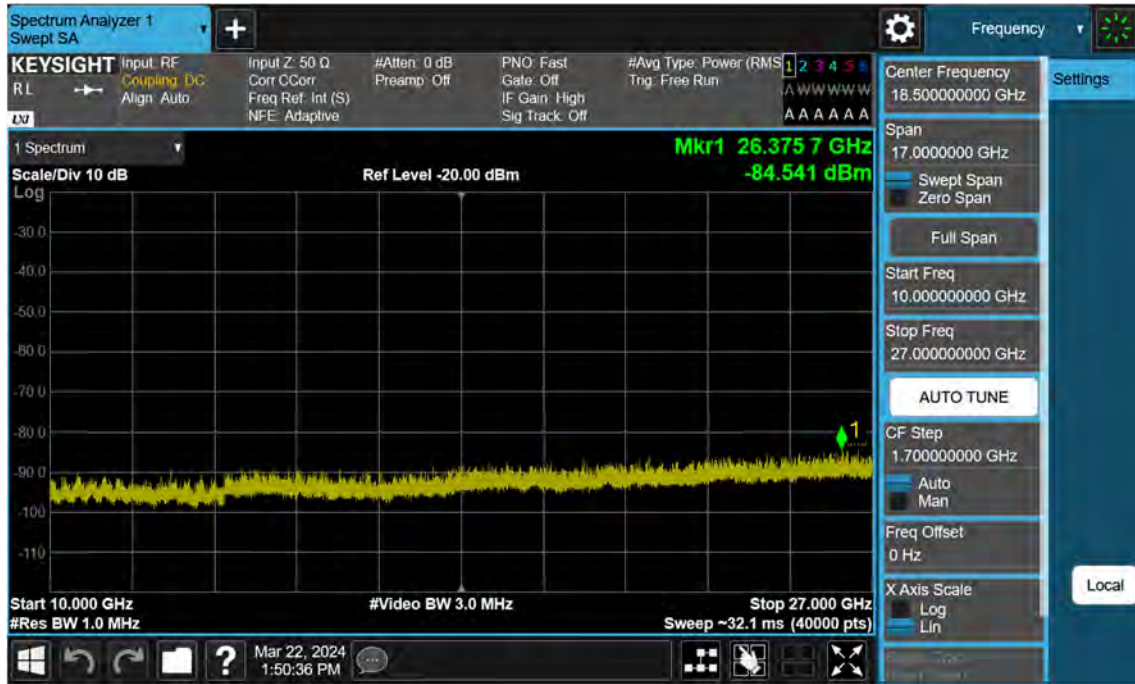 Spectrum Analyzer 1
Swept SA
Frequency
KEYSIGHT
RL
LXI
Input: RF
Coupling: DC
Align: Auto
Input Z: 50 Ω
Corr CCorr
Freq Ref: Int (S)
NFE: Adaptive
#Atten: 0 dB
Preamp: Off
PNO: Fast
Gate: Off
IF Gain: High
Sig Track: Off
#Avg Type: Power (RMS
Trig: Free Run
1 2 3 4 5 6
A W W W W W
A A A A A A
1 Spectrum
Scale/Div 10 dB
Ref Level -20.00 dBm
Mkr1 26.375 7 GHz
-84.541 dBm
Log
-30.0
-40.0
-50.0
-60.0
-70.0
-80.0
-90.0
-100
-110
1
Start 10.000 GHz
#Video BW 3.0 MHz
Stop 27.000 GHz
#Res BW 1.0 MHz
Sweep ~32.1 ms (40000 pts)
?
Mar 22, 2024
1:50:36 PM
Center Frequency
18.500000000 GHz
Span
17.0000000 GHz
Swept Span
Zero Span
Full Span
Start Freq
10.000000000 GHz
Stop Freq
27.000000000 GHz
AUTO TUNE
CF Step
1.700000000 GHz
Auto
Man
Freq Offset
0 Hz
X Axis Scale
Log
Lin
Settings
Local